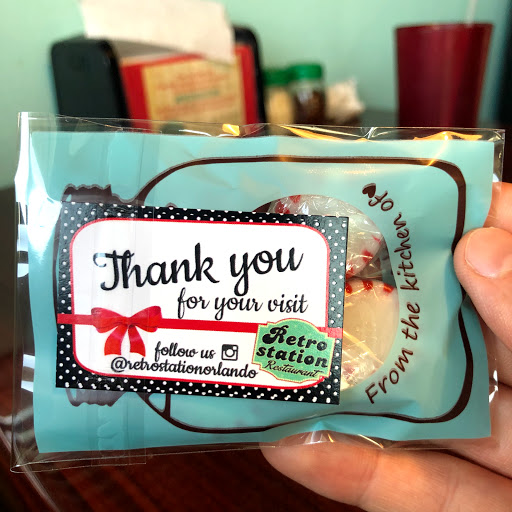 Thank you
for your visit
follow us
@retrostationorlando
Retro
station
Restaurant
From the kitchen of